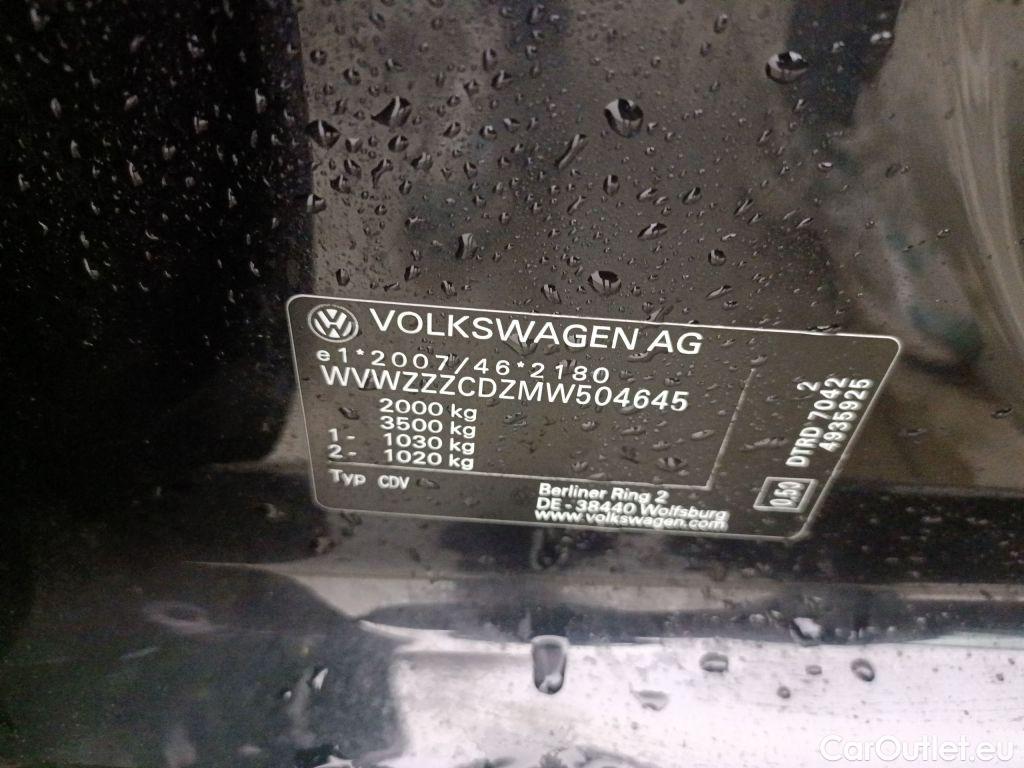 VOLKSWAGEN AG
e1*2007/46*2180
WVWZZZCDZMW504645
2000 kg
3500 kg
1- 1030 kg
2- 1020 kg
Typ CDV
Berliner Ring 2
DE-38440 Wolfsburg
www.volkswagen.com
0,50
DTRD 7042 2
4935925
CarOutlet.eu